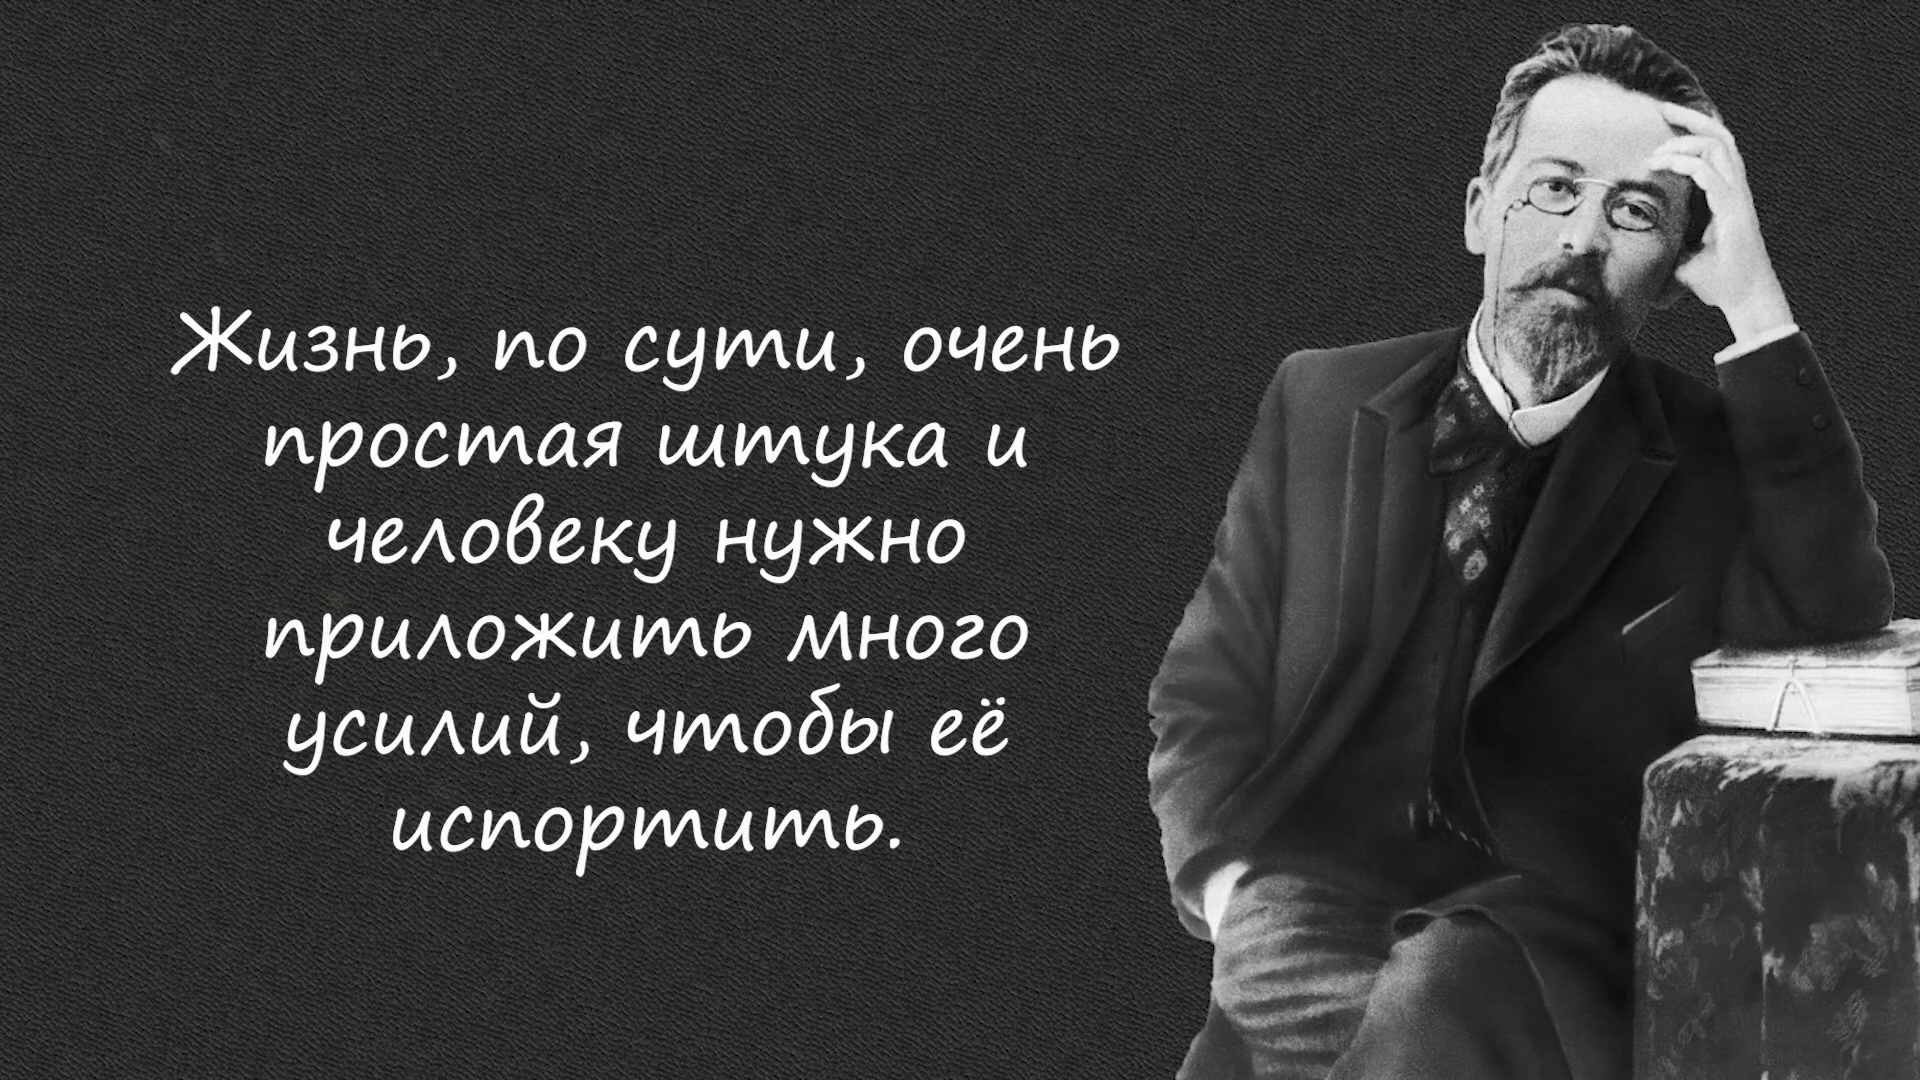 Жизнь, по сути, очень
простая штука и
человеку нужно
приложить много
усилий, чтобы её
испортить.